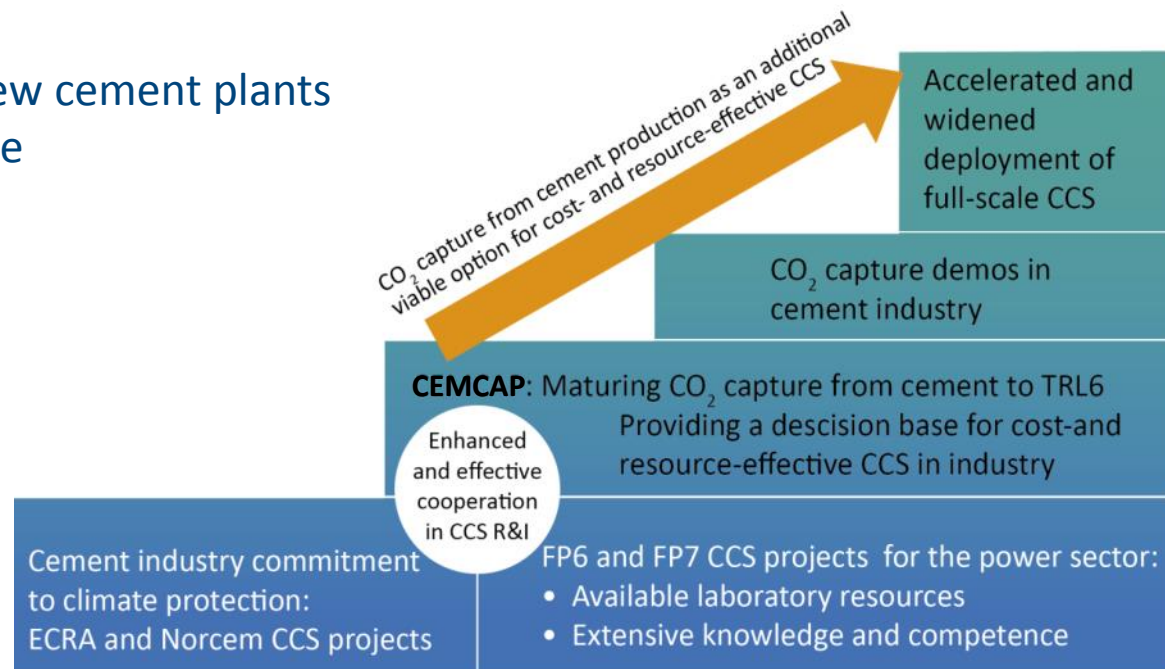 ew cement plants
e
CO₂ capture from cement production as an additional
viable option for cost- and resource-effective CCS
Accelerated and
widened
deployment of
full-scale CCS
CO₂ capture demos in
cement industry
CEMCAP: Maturing CO₂ capture from cement to TRL6
Providing a descision base for cost-and
resource-effective CCS in industry
Enhanced
and effective
cooperation
in CCS R&I
Cement industry commitment
to climate protection:
ECRA and Norcem CCS projects
FP6 and FP7 CCS projects for the power sector:
• Available laboratory resources
• Extensive knowledge and competence